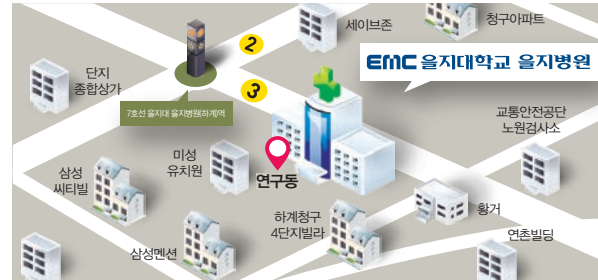 세이브존
청구아파트
2
EMC 을지대학교 을지병원
단지
종합상가
3
7호선 을지대 을지병원(하계)역
교통안전공단
노원검사소
미성
유치원
삼성
씨티빌
연구동
하계청구
4단지빌라
황거
연촌빌딩
삼성멘션